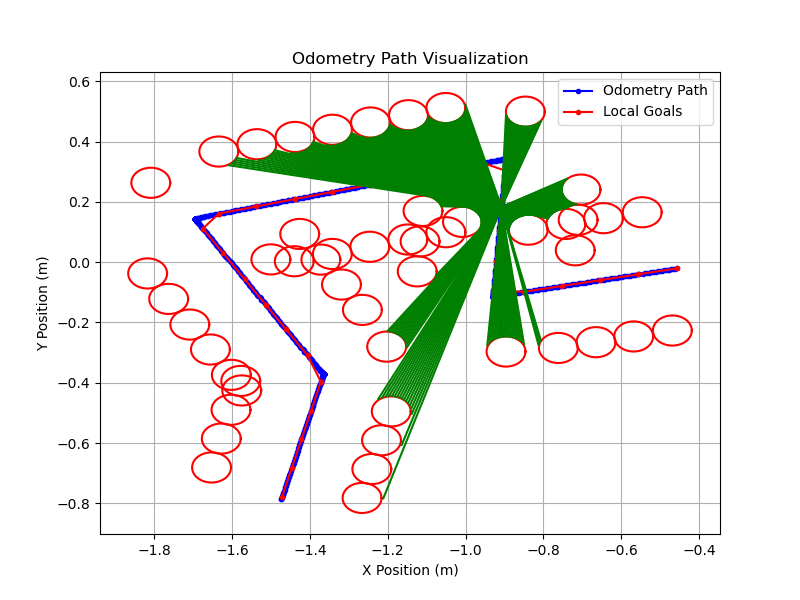 Odometry Path Visualization
Odometry Path
Local Goals
Y Position (m)
0.6
0.4
0.2
0.0
−0.2
−0.4
−0.6
−0.8
−1.8 −1.6 −1.4 −1.2 −1.0 −0.8 −0.6 −0.4
X Position (m)